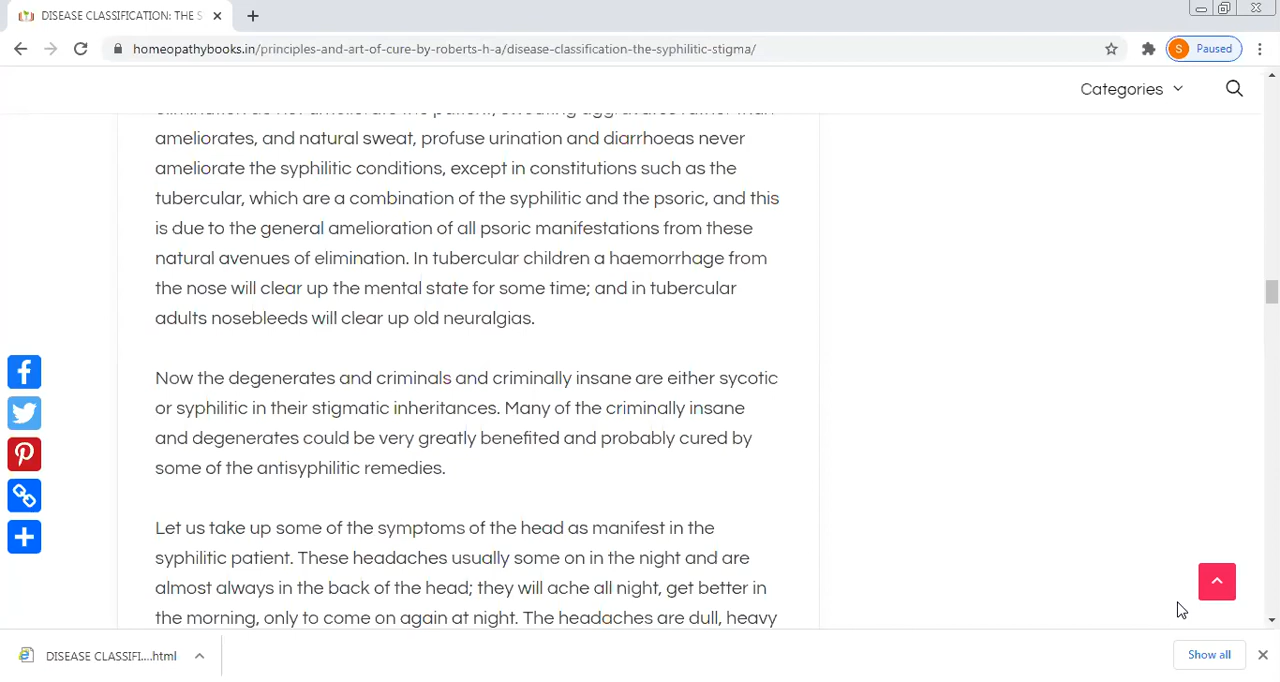 DISEASE CLASSIFICATION: THE S
homeopathybooks.in/principles-and-art-of-cure-by-roberts-h-a/disease-classification-the-syphilitic-stigma/
S Paused
Categories
elimination do not ameliorate the patient, sweating aggravates rather than
ameliorates, and natural sweat, profuse urination and diarrhoeas never
ameliorate the syphilitic conditions, except in constitutions such as the
tubercular, which are a combination of the syphilitic and the psoric, and this
is due to the general amelioration of all psoric manifestations from these
natural avenues of elimination. In tubercular children a haemorrhage from
the nose will clear up the mental state for some time; and in tubercular
adults nosebleeds will clear up old neuralgias.
Now the degenerates and criminals and criminally insane are either sycotic
or syphilitic in their stigmatic inheritances. Many of the criminally insane
and degenerates could be very greatly benefited and probably cured by
some of the antisyphilitic remedies.
Let us take up some of the symptoms of the head as manifest in the
syphilitic patient. These headaches usually some on in the night and are
almost always in the back of the head; they will ache all night, get better in
the morning, only to come on again at night. The headaches are dull, heavy
DISEASE CLASSIFI....html
Show all